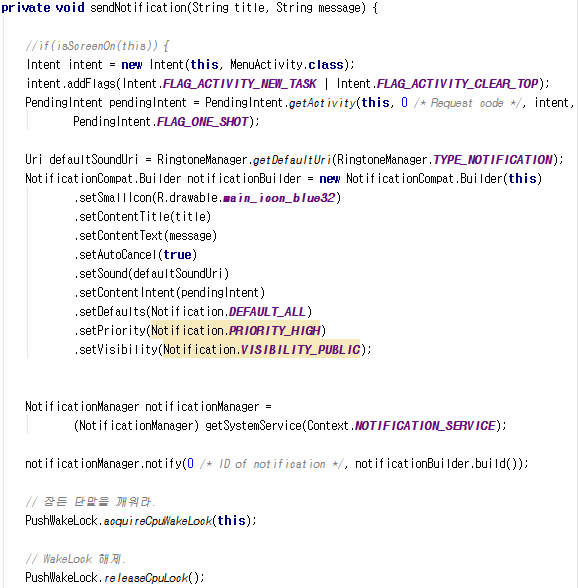 private void sendNotification(String title, String message) {
//if(isScreenOn(this)) {
Intent intent = new Intent(this, MenuActivity.class);
intent.addFlags(Intent.FLAG_ACTIVITY_NEW_TASK | Intent.FLAG_ACTIVITY_CLEAR_TOP);
PendingIntent pendingIntent = PendingIntent.getActivity(this, 0 /* Request code */, intent,
PendingIntent.FLAG_ONE_SHOT);
Uri defaultSoundUri = RingtoneManager.getDefaultUri(RingtoneManager.TYPE_NOTIFICATION);
NotificationCompat.Builder notificationBuilder = new NotificationCompat.Builder(this)
.setSmallIcon(R.drawable.main_icon_blue32)
.setContentTitle(title)
.setContentText(message)
.setAutoCancel(true)
.setSound(defaultSoundUri)
.setContentIntent(pendingIntent)
.setDefaults(Notification.DEFAULT_ALL)
.setPriority(Notification.PRIORITY_HIGH)
.setVisibility(Notification.VISIBILITY_PUBLIC);
NotificationManager notificationManager =
(NotificationManager) getSystemService(Context.NOTIFICATION_SERVICE);
notificationManager.notify(0 /* ID of notification */, notificationBuilder.build());
// 잠든 단말을 깨워라.
PushWakeLock.acquireCpuWakeLock(this);
// WakeLock 해제.
PushWakeLock.releaseCpuLock();